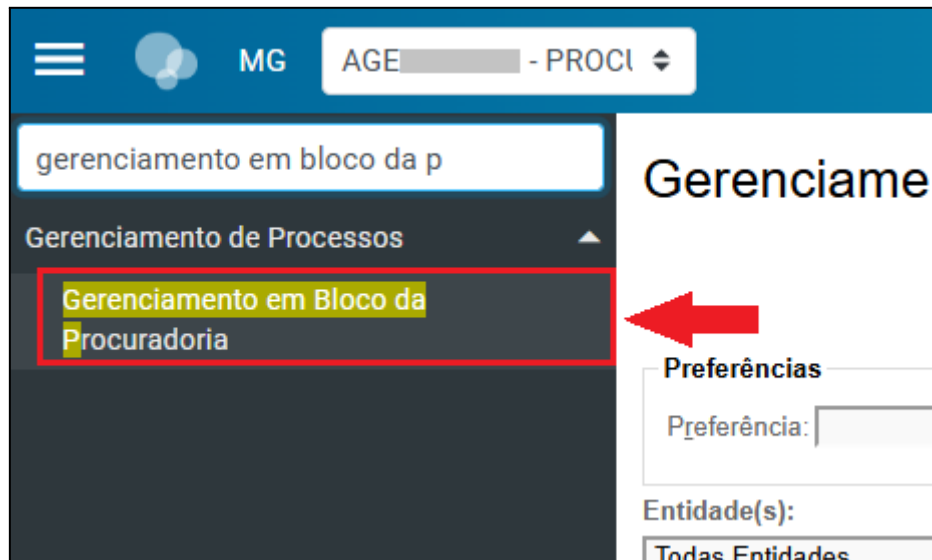 MG
AGE - PROCU
gerenciamento em bloco da p
Gerenciame
Gerenciamento de Processos
Gerenciamento em Bloco da
Procuradoria
Preferências
Preferência:
Entidade(s):
Todas Entidades